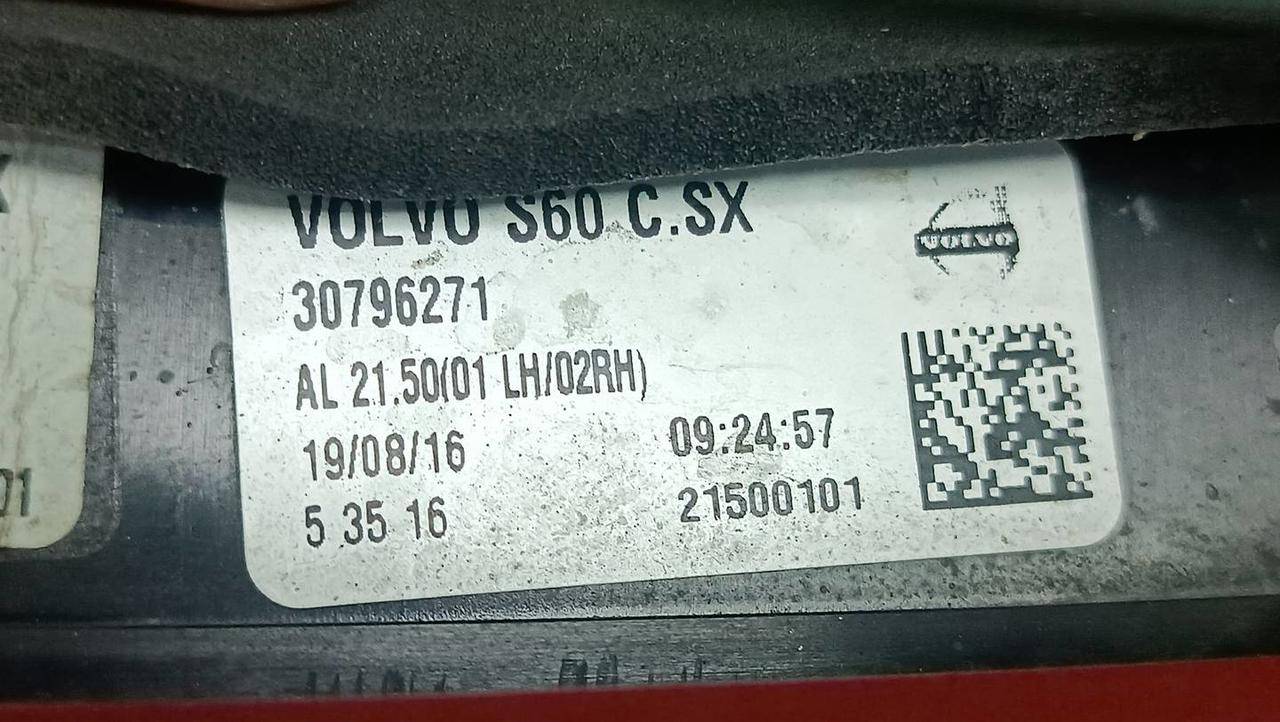 VOLVO S60 C.SX
VOLVO
30796271
AL 21.50(01 LH/02RH)
19/08/16 09:24:57
5 35 16 21500101
01